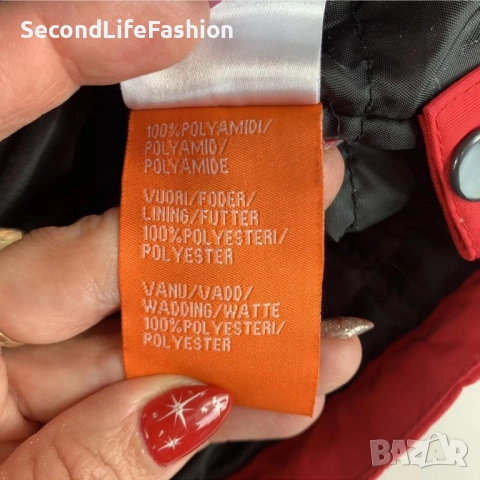 SecondLifeFashion
100%POLYAMIDI/
POLYAMID/
POLYAMIDE
VUORI/FODER/
LINING/FUTTER
100%POLYESTERI/
POLYESTER
VANU/VADD/
WADDING/WATTE
100%POLYESTERI/
POLYESTER
BAZAR